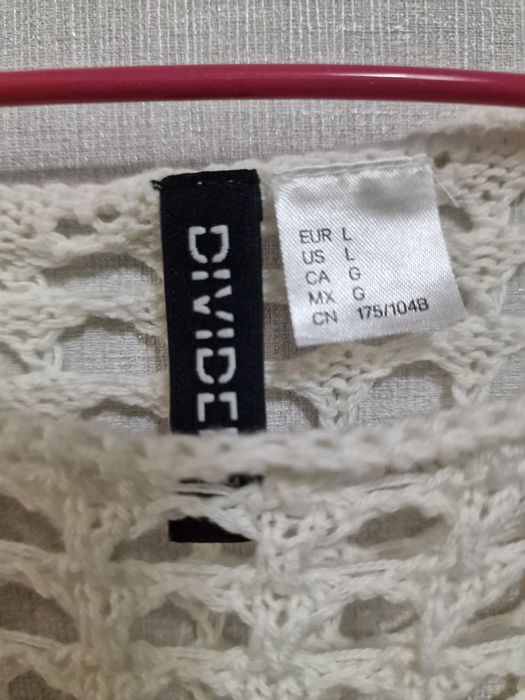 DIVIDE
EUR L
US L
CA G
MX G
CN 175/104B